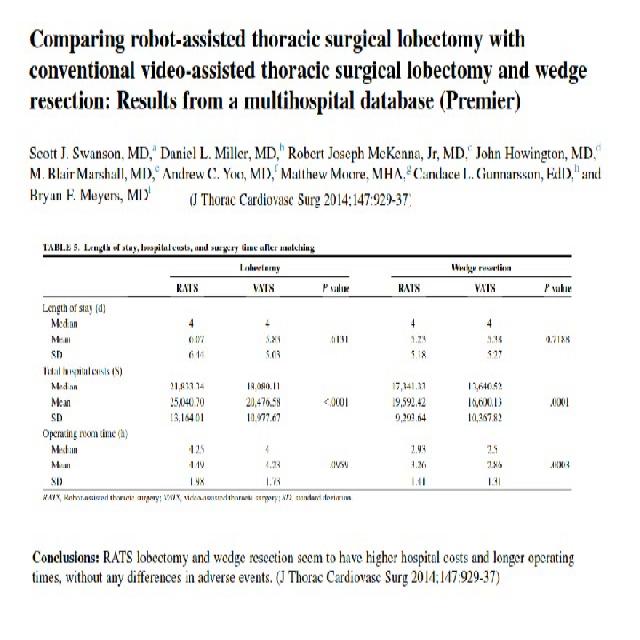 Comparing robot-assisted thoracic surgical lobectomy with
conventional video-assisted thoracic surgical lobectomy and wedge
resection: Results from a multihospital database (Premier)
Scott J. Swanson, MD,a Daniel L. Miller, MD,b Robert Joseph McKenna, Jr, MD,c John Howington, MD,d
M. Blair Marshall, MD,e Andrew C. Yoo, MD,f Matthew Moore, MHA,g Candace L. Gunnarsson, EdD,h and
Bryan F. Meyers, MDi (J Thorac Cardiovasc Surg 2014;147:929-37)
TABLE 5. Length of stay, hospital costs, and surgery time after matching
Lobectomy Wedge resection
RATS VATS P value RATS VATS P value
Length of stay (d)
Median 4 4 4 4
Mean 6.07 5.83 .6131 5.23 5.38 0.7188
SD 6.44 5.03 5.18 5.27
Total hospital costs ($)
Median 21,833.34 18,080.11 17,341.33 13,640.52
Mean 25,040.70 20,476.58 <.0001 19,592.42 16,600.13 .0001
SD 13,164.01 10,977.67 9,293.64 10,367.82
Operating room time (h)
Median 4.25 4 2.93 2.5
Mean 4.49 4.23 .0959 3.26 2.86 .0003
SD 1.98 1.73 1.41 1.31
RATS, Robot-assisted thoracic surgery; VATS, video-assisted thoracic surgery; SD, standard deviation.
Conclusions: RATS lobectomy and wedge resection seem to have higher hospital costs and longer operating
times, without any differences in adverse events. (J Thorac Cardiovasc Surg 2014;147:929-37)